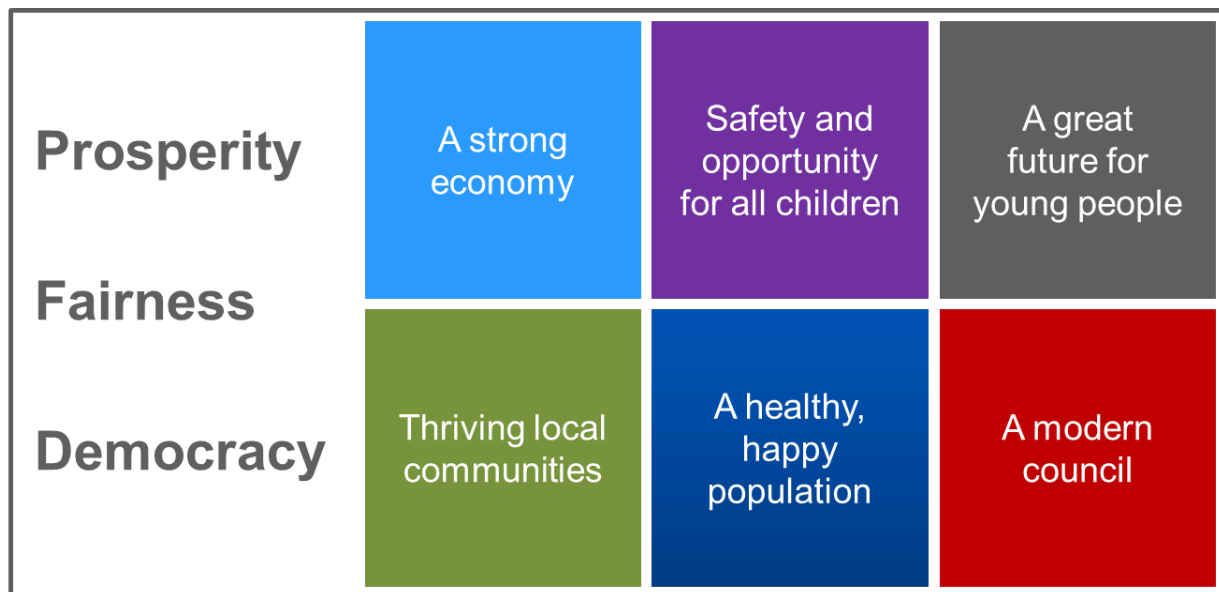 Prosperity
Fairness
Democracy
A strong
economy
Safety and
opportunity
for all children
A great
future for
young people
Thriving local
communities
A healthy,
happy
population
A modern
council